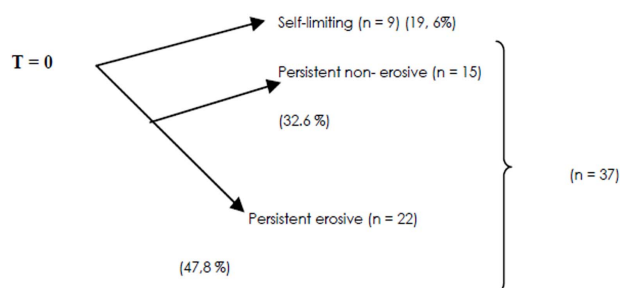 Self-limiting (n = 9) (19, 6%)
T = 0
Persistent non- erosive (n = 15)
(32.6 %)
(n = 37)
Persistent erosive (n = 22)
(47,8 %)